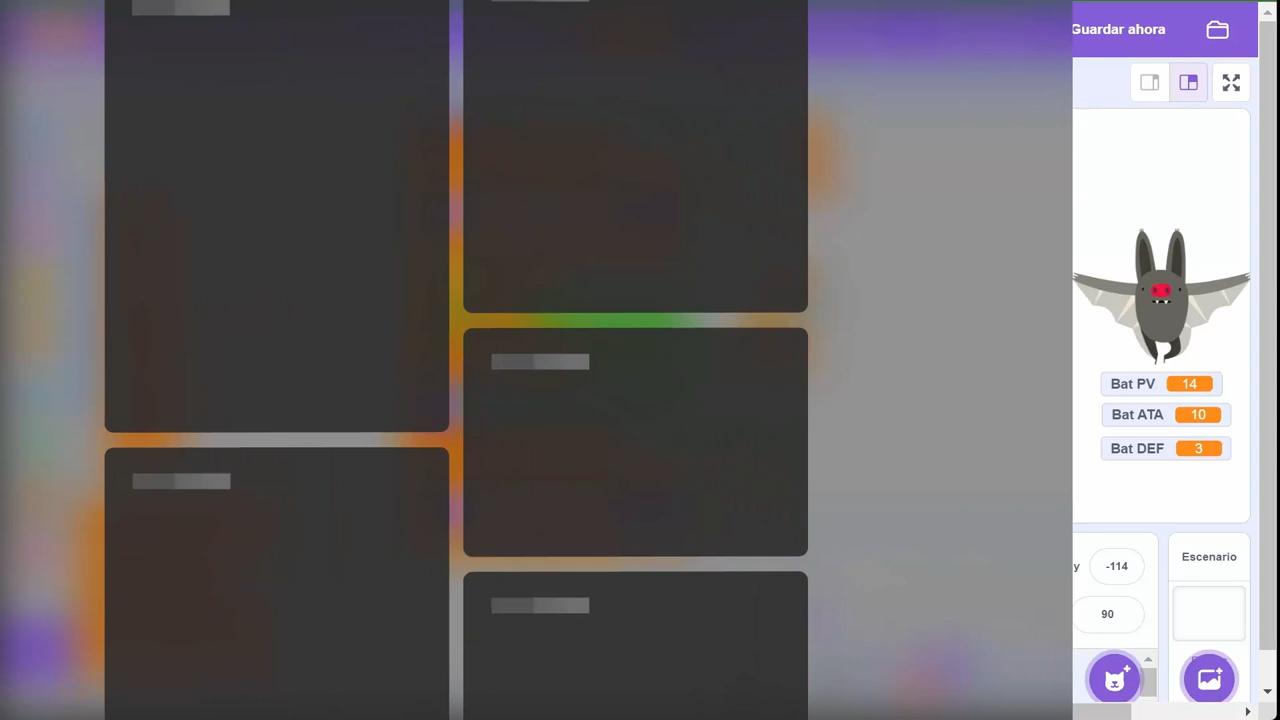 Guardar ahora
Bat PV 14
Bat ATA 10
Bat DEF 3
y -114
Escenario
90